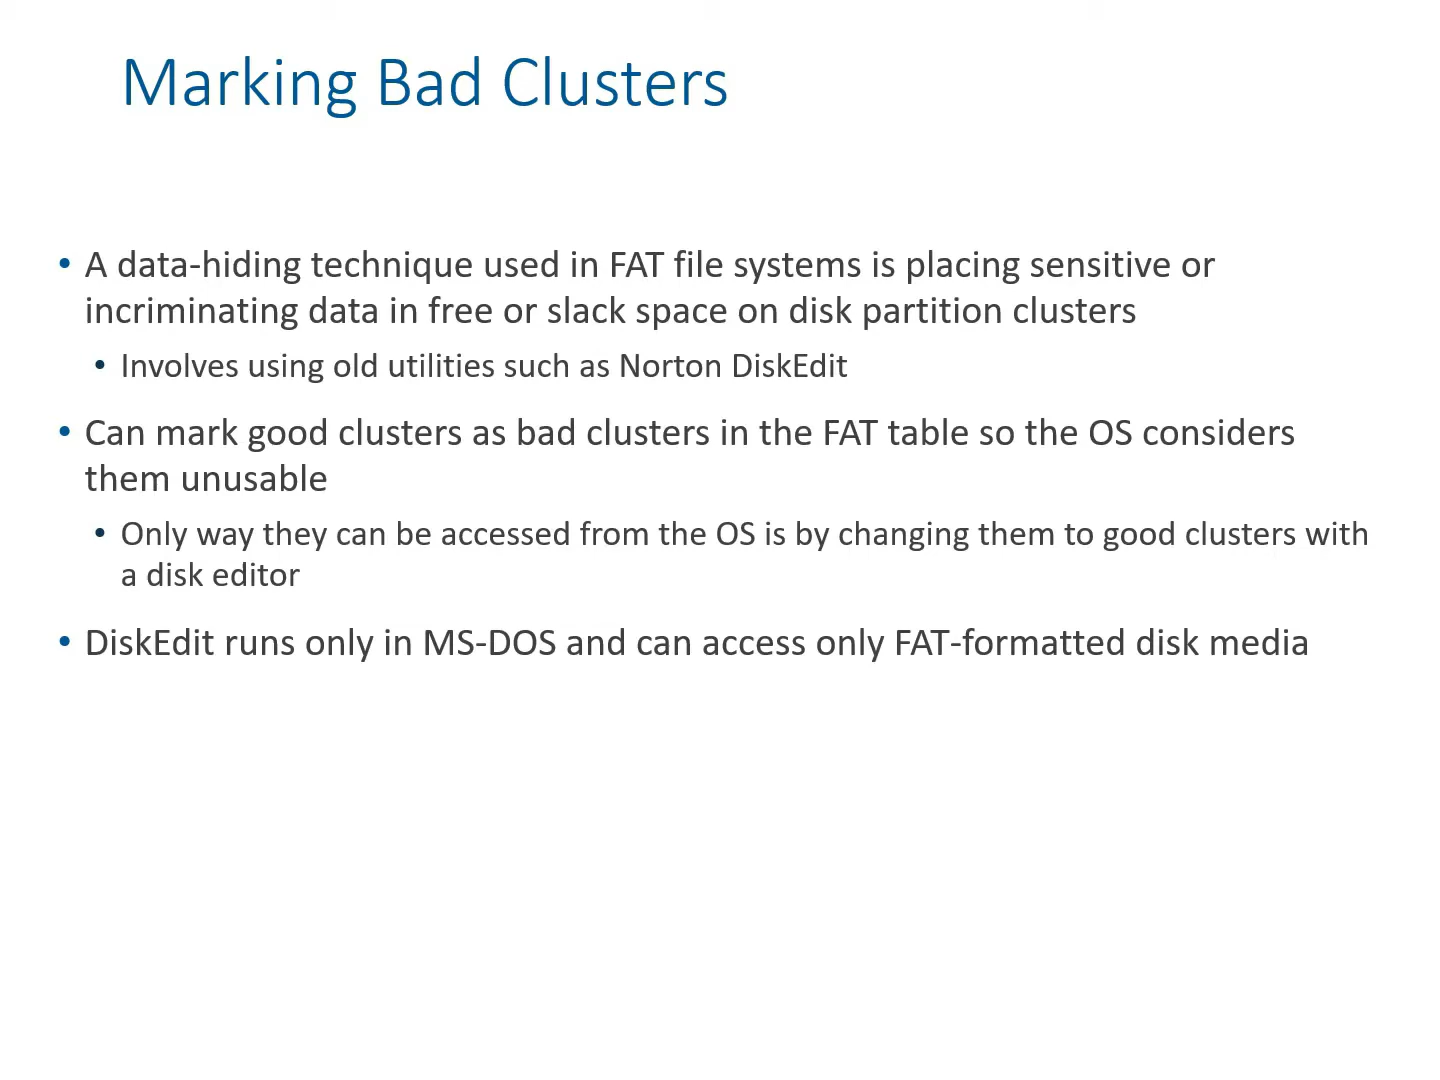 Marking Bad Clusters
• A data-hiding technique used in FAT file systems is placing sensitive or
incriminating data in free or slack space on disk partition clusters
• Involves using old utilities such as Norton DiskEdit
• Can mark good clusters as bad clusters in the FAT table so the OS considers
them unusable
• Only way they can be accessed from the OS is by changing them to good clusters with
a disk editor
• DiskEdit runs only in MS-DOS and can access only FAT-formatted disk media